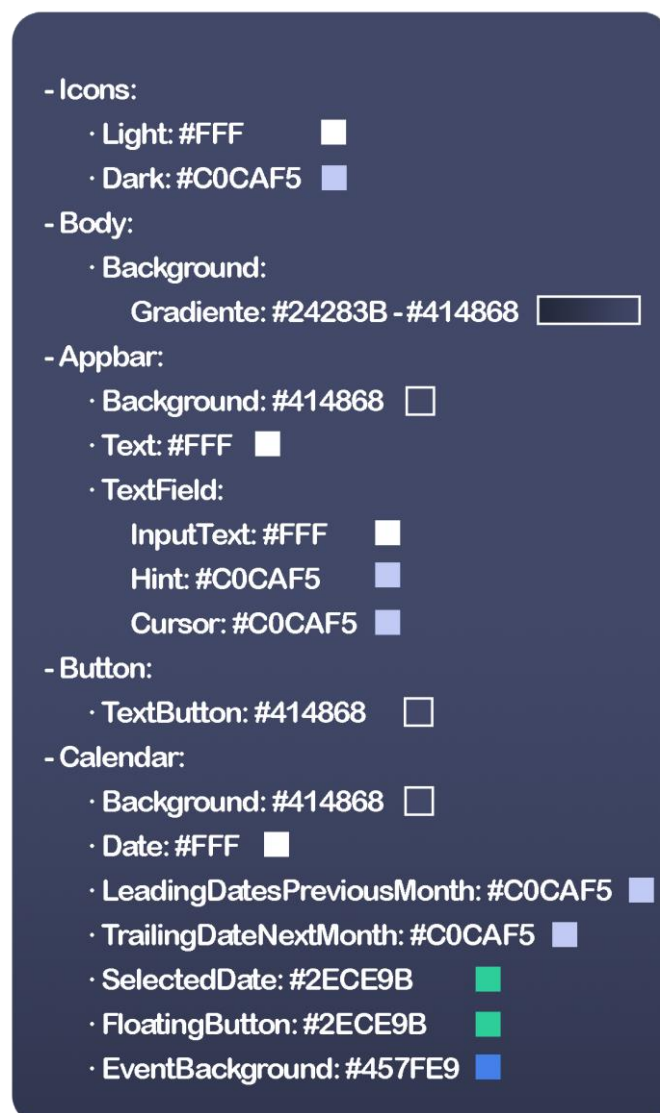 - Icons:
· Light: #FFF
· Dark: #C0CAF5
- Body:
· Background:
Gradiente: #24283B - #414868
- Appbar:
· Background: #414868
· Text: #FFF
· TextField:
InputText: #FFF
Hint: #C0CAF5
Cursor: #C0CAF5
- Button:
· TextButton: #414868
- Calendar:
· Background: #414868
· Date: #FFF
· LeadingDatesPreviousMonth: #C0CAF5
· TrailingDateNextMonth: #C0CAF5
· SelectedDate: #2ECE9B
· FloatingButton: #2ECE9B
· EventBackground: #457FE9